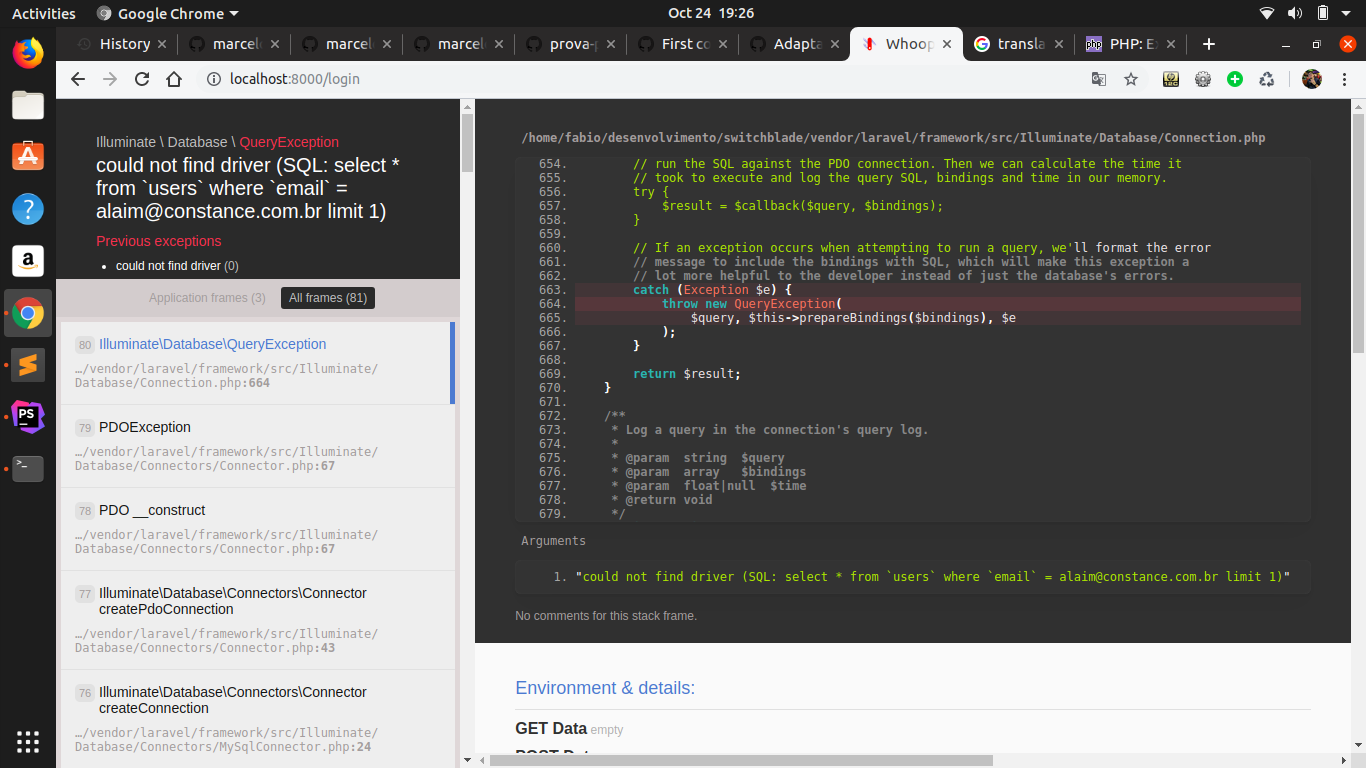 Activities
Google Chrome
Oct 24 19:26
History
marcel
marcel
marcel
prova-p
First co
Adapta
Whoop
transla
php
PHP: E
localhost:8000/login
Illuminate \ Database \ QueryException
could not find driver (SQL: select *
from `users` where `email` =
alaim@constance.com.br limit 1)
Previous exceptions
• could not find driver (0)
Application frames (3)
All frames (81)
80 Illuminate\Database\QueryException
…/vendor/laravel/framework/src/Illuminate/
Database/Connection.php:664
79 PDOException
…/vendor/laravel/framework/src/Illuminate/
Database/Connectors/Connector.php:67
78 PDO __construct
…/vendor/laravel/framework/src/Illuminate/
Database/Connectors/Connector.php:67
77 Illuminate\Database\Connectors\Connector
createPdoConnection
…/vendor/laravel/framework/src/Illuminate/
Database/Connectors/Connector.php:43
76 Illuminate\Database\Connectors\Connector
createConnection
…/vendor/laravel/framework/src/Illuminate/
Database/Connectors/MySqlConnector.php:24
/home/fabio/desenvolvimento/switchblade/vendor/laravel/framework/src/Illuminate/Database/Connection.php
654. // run the SQL against the PDO connection. Then we can calculate the time it
655. // took to execute and log the query SQL, bindings and time in our memory.
656. try {
657. $result = $callback($query, $bindings);
658. }
659.
660. // If an exception occurs when attempting to run a query, we'll format the error
661. // message to include the bindings with SQL, which will make this exception a
662. // lot more helpful to the developer instead of just the database's errors.
663. catch (Exception $e) {
664. throw new QueryException(
665. $query, $this->prepareBindings($bindings), $e
666. );
667. }
668.
669. return $result;
670. }
671.
672. /**
673. * Log a query in the connection's query log.
674. *
675. * @param string $query
676. * @param array $bindings
677. * @param float|null $time
678. * @return void
679. */
Arguments
1. "could not find driver (SQL: select * from `users` where `email` = alaim@constance.com.br limit 1)"
No comments for this stack frame.
Environment & details:
GET Data empty